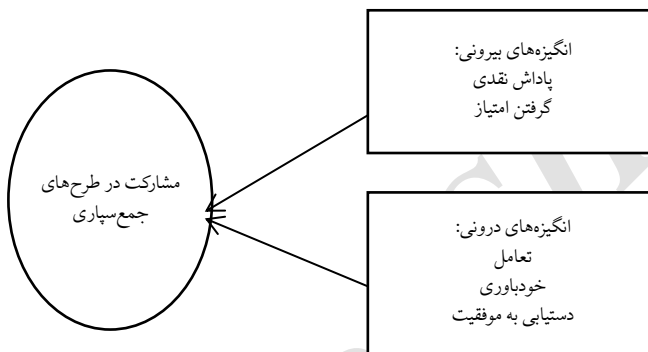 انگیزه‌های بیرونی:
پاداش نقدی
گرفتن امتیاز
مشارکت در طرح‌های
جمع‌سپاری
انگیزه‌های درونی:
تعامل
خودباوری
دستیابی به موفقیت